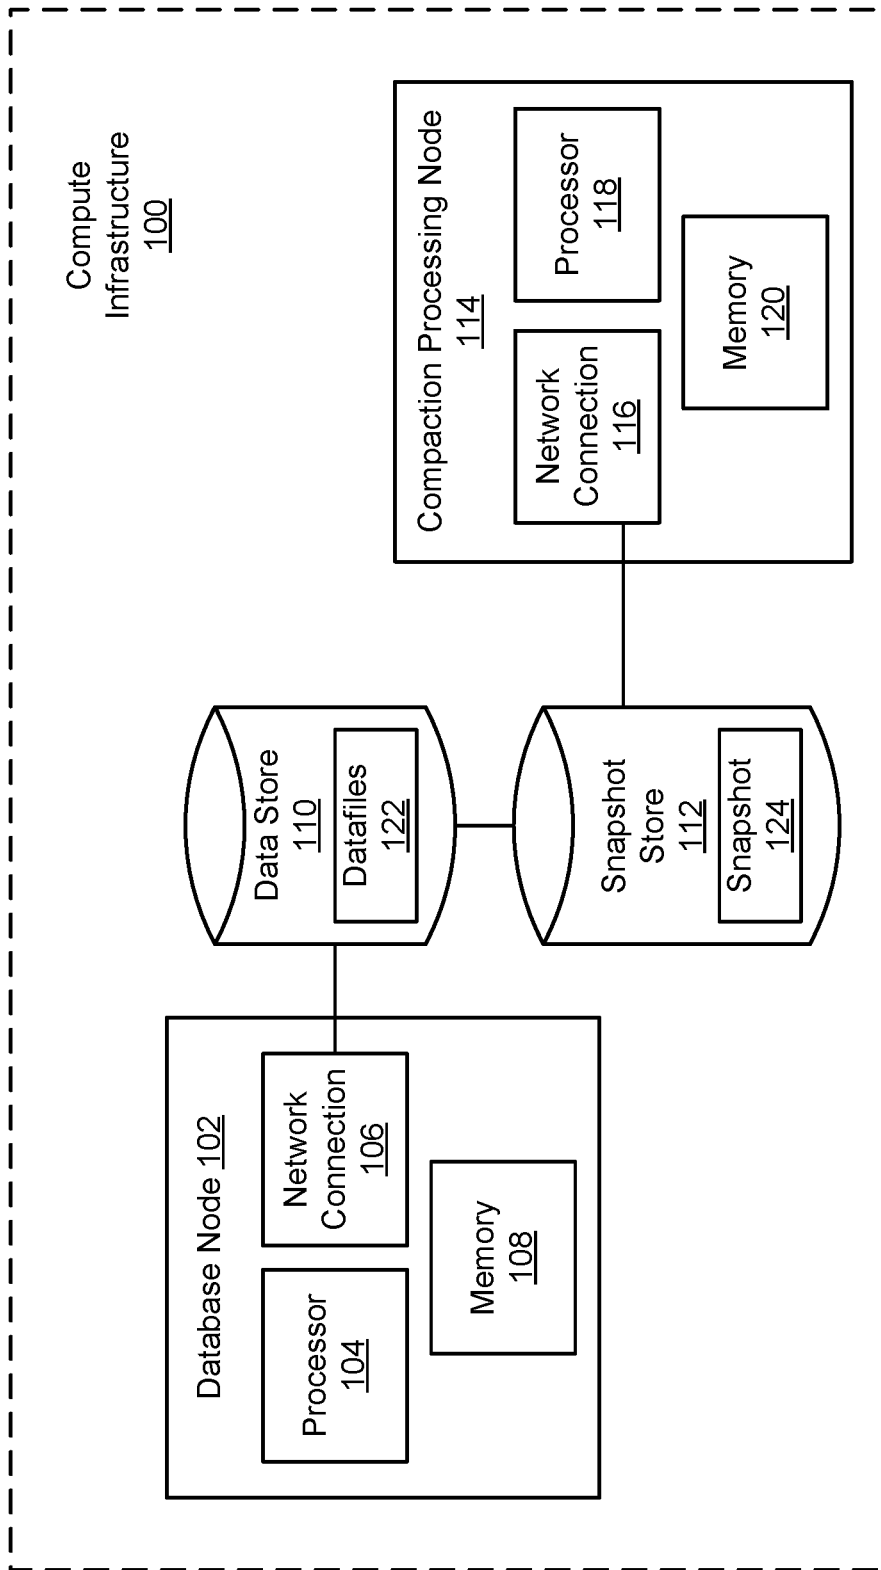 Compute
Infrastructure
100
Database Node 102
Processor
104
Network
Connection
106
Memory
108
Data Store
110
Datafiles
122
Snapshot
Store
112
Snapshot
124
Compaction Processing Node
114
Network
Connection
116
Processor
118
Memory
120